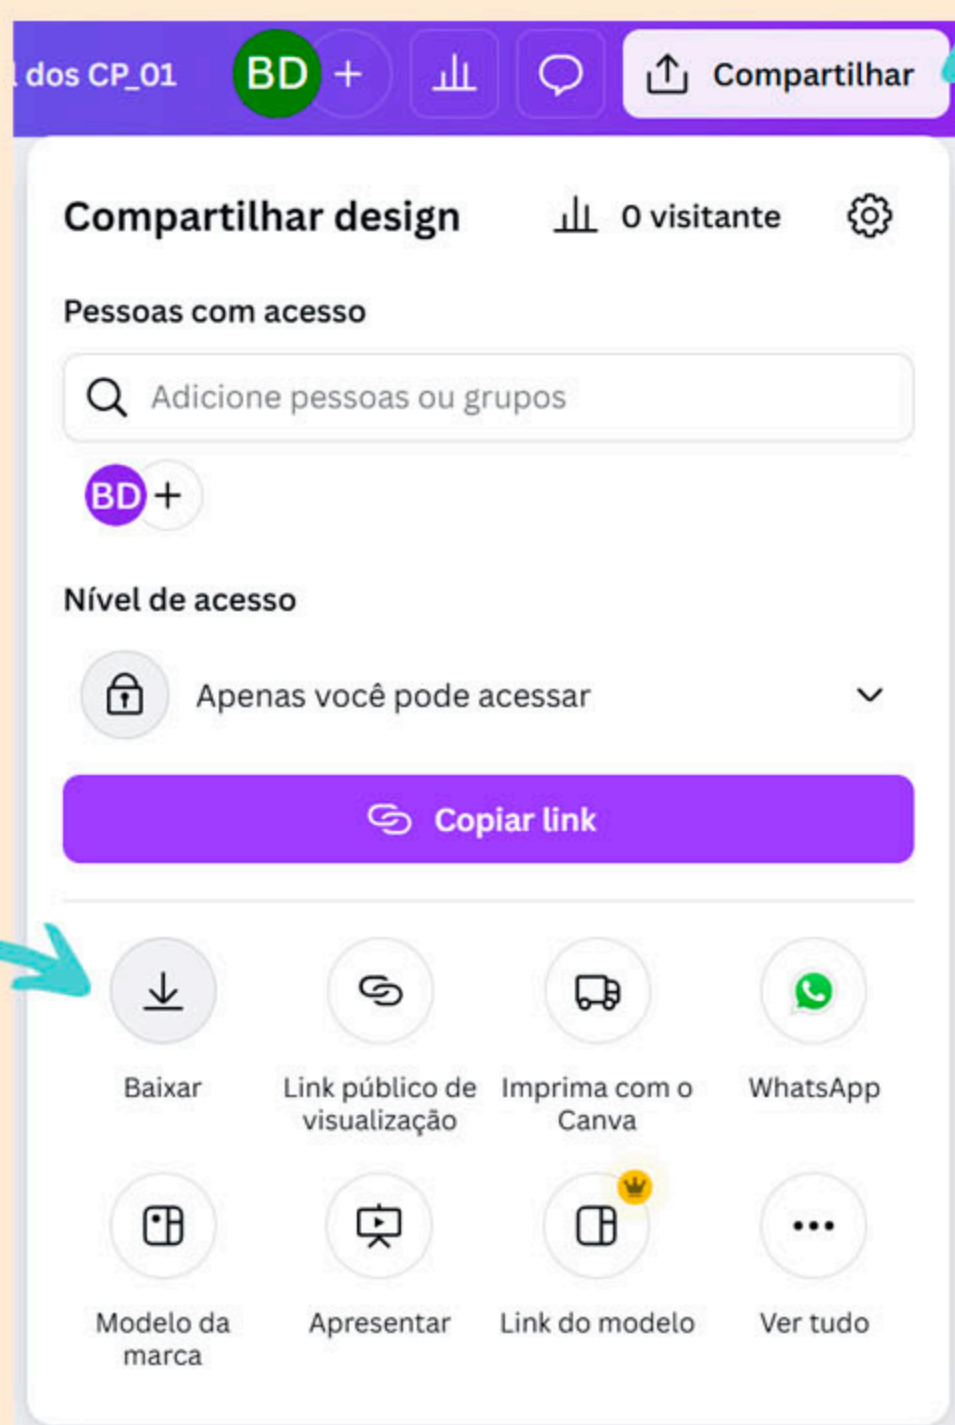 dos CP_01
BD
Compartilhar
Compartilhar design
0 visitante
Pessoas com acesso
Adicione pessoas ou grupos
BD
Nível de acesso
Apenas você pode acessar
Copiar link
Baixar
Link público de
visualização
Imprima com o
Canva
WhatsApp
Modelo da
marca
Apresentar
Link do modelo
Ver tudo